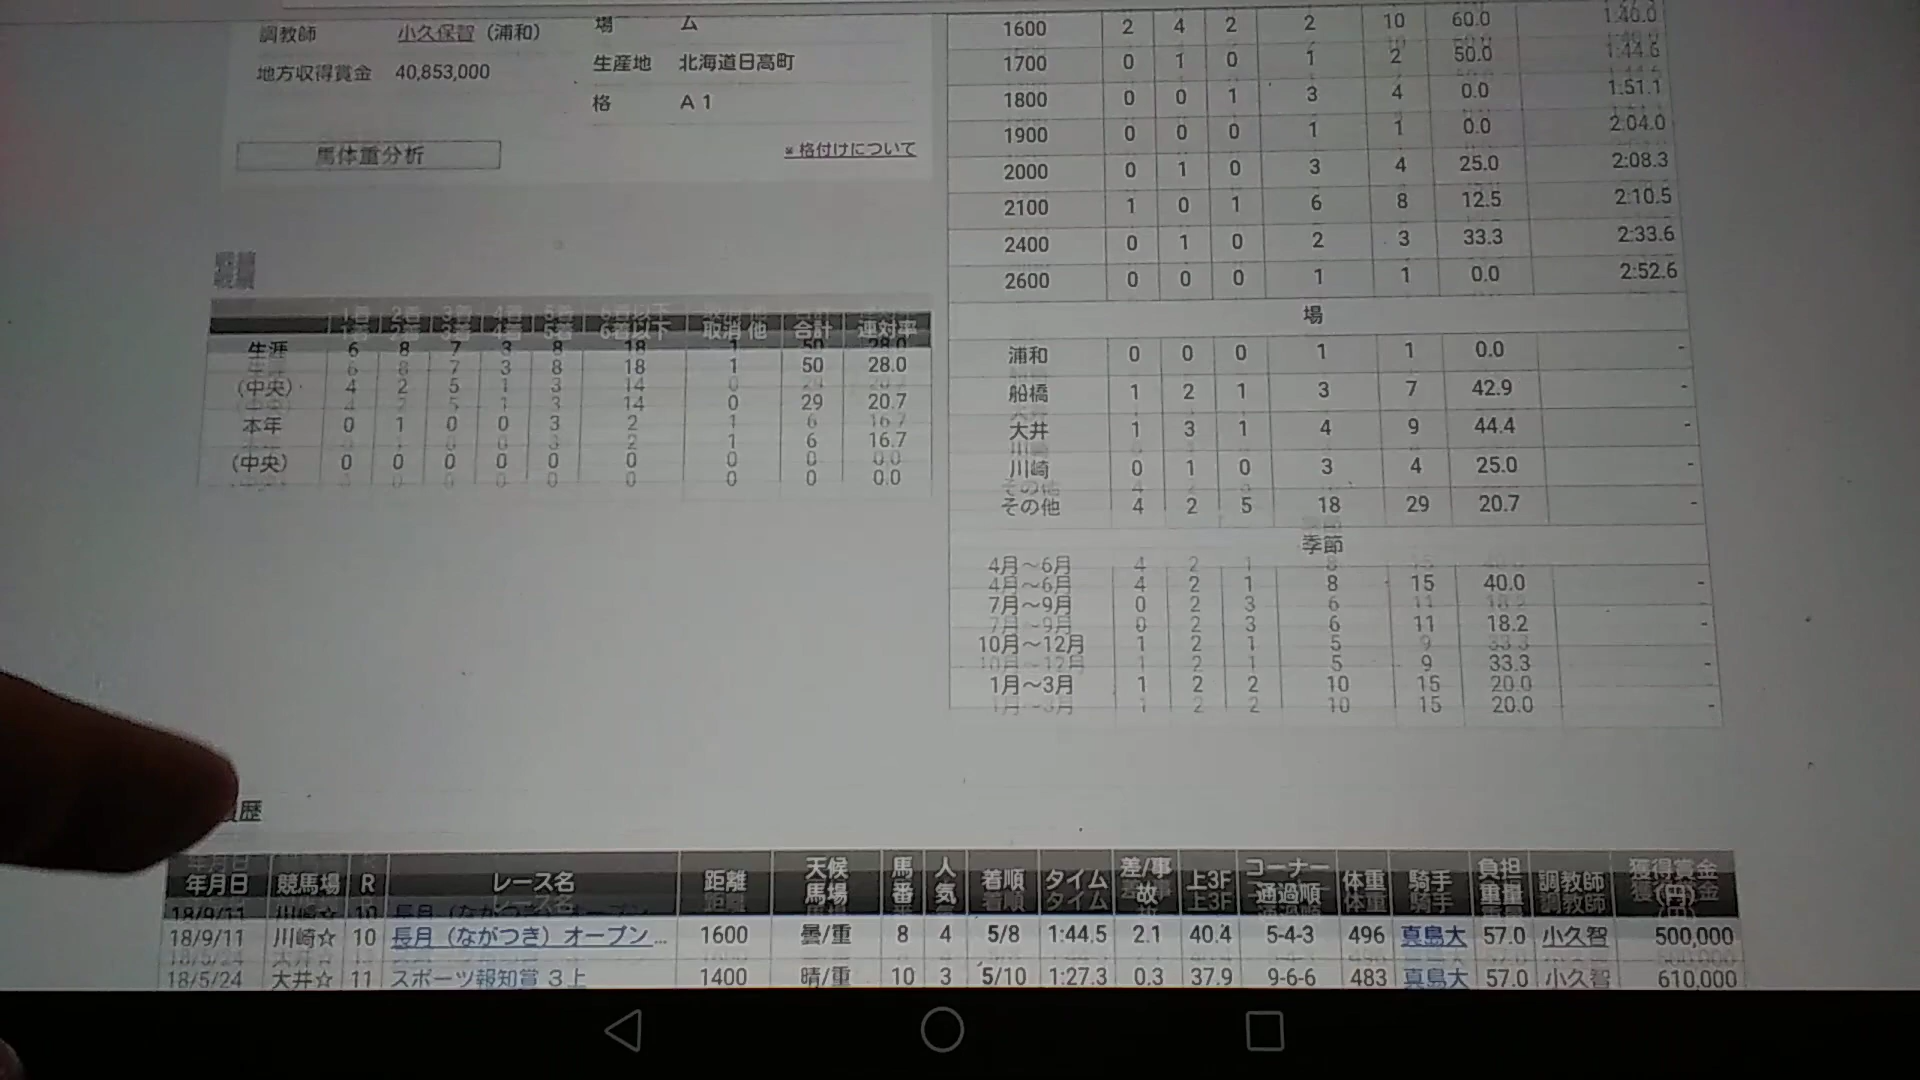 調教師 小久保智（浦和） 場 ム
地方収得賞金 40,853,000 生産地 北海道日高町
格 A1
馬体重分析 ※ 格付けについて
戦績
1着 2着 3着 4着 5着 6着以下 取消 他 合計 連対率
生涯 6 8 7 3 8 18 1 50 28.0
（中央） 4 2 5 1 3 14 0 29 20.7
本年 0 1 0 0 3 2 1 6 16.7
（中央） 0 0 0 0 0 0 0 0 0.0
1600 2 4 2 2 10 60.0 1:40.0
1700 0 1 0 1 2 50.0 1:44.6
1800 0 0 1 3 4 0.0 1:51.1
1900 0 0 0 1 1 0.0 2:04.0
2000 0 1 0 3 4 25.0 2:08.3
2100 1 0 1 6 8 12.5 2:10.5
2400 0 1 0 2 3 33.3 2:33.6
2600 0 0 0 1 1 0.0 2:52.6
場
浦和 0 0 0 1 1 0.0 -
船橋 1 2 1 3 7 42.9 -
大井 1 3 1 4 9 44.4 -
川崎 0 1 0 3 4 25.0 -
その他 4 2 5 18 29 20.7 -
季節
4月～6月 4 2 1 8 15 40.0 -
7月～9月 0 2 3 6 11 18.2 -
10月～12月 1 2 1 5 9 33.3 -
1月～3月 1 2 2 10 15 20.0 -
歴
年月日 競馬場 R レース名 距離 天候馬場 馬番 人気 着順 タイム 差/事故 上3F コーナー通過順 体重 騎手 負担重量 調教師 獲得賞金(円)
18/9/11 川崎☆ 10 長月（ながつき）オープン... 1600 曇/重 8 4 5/8 1:44.5 2.1 40.4 5-4-3 496 真島大 57.0 小久智 500,000
18/5/24 大井☆ 11 スポーツ報知賞 3上 1400 晴/重 10 3 5/10 1:27.3 0.3 37.9 9-6-6 483 真島大 57.0 小久智 610,000